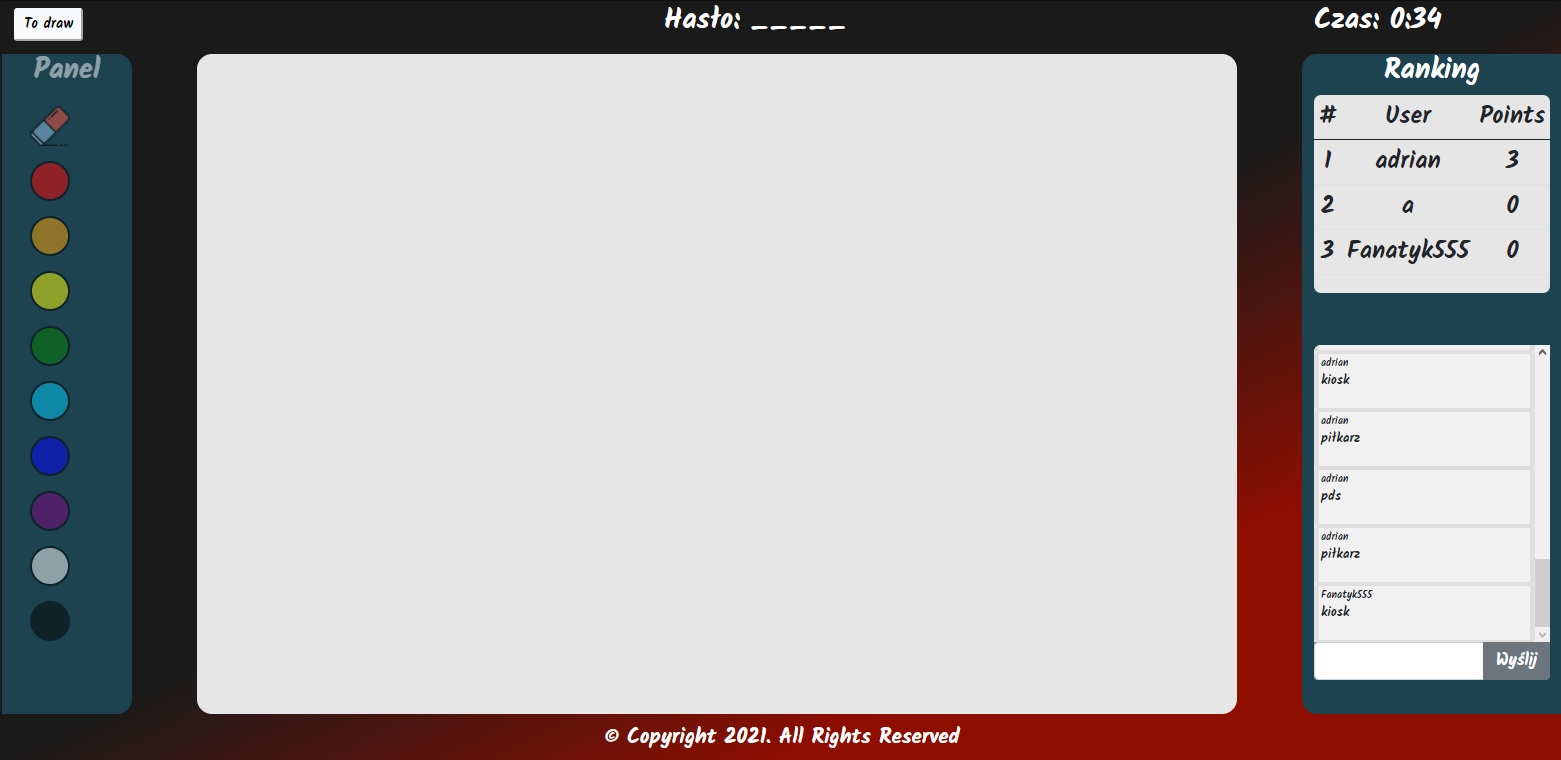 To draw
Hasło: _____
Czas: 0:34
Panel
Ranking
# User Points
1 adrian 3
2 a 0
3 Fanatyk555 0
adrian
kiosk
adrian
piłkarz
adrian
pds
adrian
piłkarz
Fanatyk555
kiosk
Wyślij
© Copyright 2021. All Rights Reserved